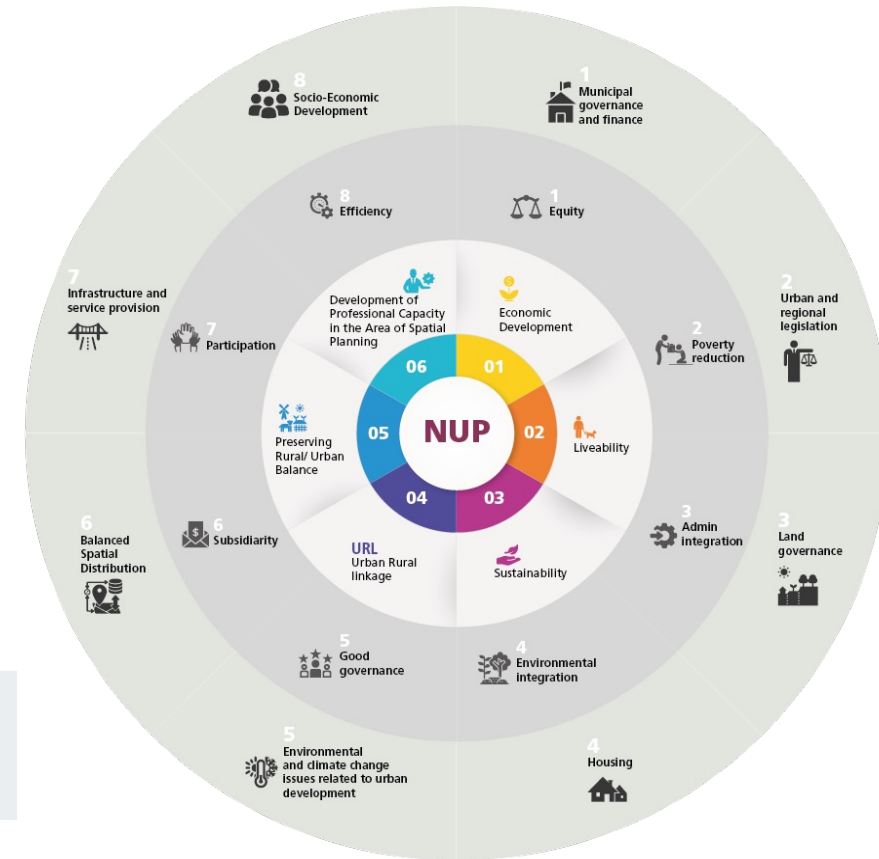 8
Socio-Economic
Development
1
Municipal
governance
and finance
2
Urban and
regional
legislation
3
Land
governance
4
Housing
5
Environmental
and climate change
issues related to urban
development
6
Balanced
Spatial
Distribution
7
Infrastructure and
service provision
8
Efficiency
1
Equity
2
Poverty
reduction
3
Admin
integration
4
Environmental
integration
5
Good
governance
6
Subsidiarity
$
7
Participation
Development of
Professional Capacity
in the Area of Spatial
Planning
$
Economic
Development
Liveability
Sustainability
URL
Urban Rural
linkage
Preserving
Rural/ Urban
Balance
01
02
03
04
05
06
NUP